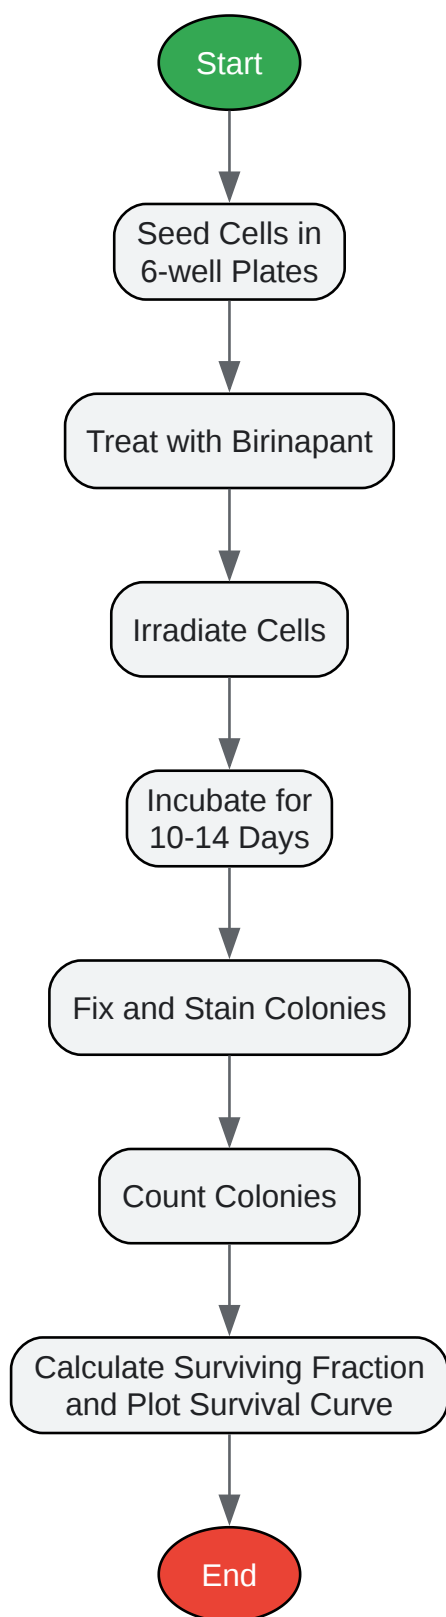 Start
Seed Cells in
6-well Plates
Treat with Birinapant
Irradiate Cells
Incubate for
10-14 Days
Fix and Stain Colonies
Count Colonies
Calculate Surviving Fraction
and Plot Survival Curve
End